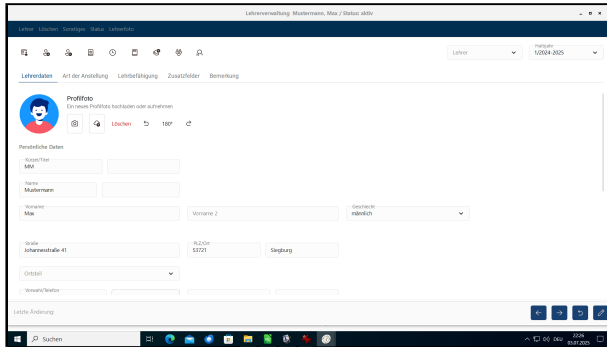 Lehrerverwaltung Mustermann, Max / Status: aktiv
Lehrer Löschen Sonstiges Status Lehrerfoto
Lehrer
Halbjahr
1/2024-2025
Lehrerdaten Art der Anstellung Lehrbefähigung Zusatzfelder Bemerkung
Profilfoto
Ein neues Profilfoto hochladen oder aufnehmen
Löschen 180°
Persönliche Daten
Kürzel/Titel
MM
Name
Mustermann
Vorname
Max
Vorname 2
Geschlecht
männlich
Straße
Johannesstraße 41
PLZ/Ort
53721
Siegburg
Ortsteil
Vorwahl/Telefon
Letzte Änderung:
Suchen
DEU
22:26
03.07.2025